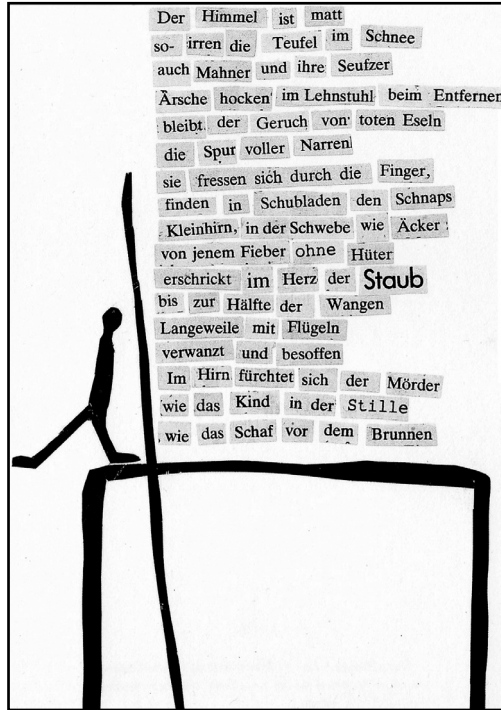 Der Himmel ist matt
so- irren die Teufel im Schnee
auch Mahner und ihre Seufzer
Ärsche hocken im Lehnstuhl beim Entfernen
bleibt der Geruch von toten Eseln
die Spur voller Narren
sie fressen sich durch die Finger,
finden in Schubladen den Schnaps
Kleinhirn, in der Schwebe wie Äcker
von jenem Fieber ohne Hüter
erschrickt im Herz der Staub
bis zur Hälfte der Wangen
Langeweile mit Flügeln
verwanzt und besoffen
Im Hirn fürchtet sich der Mörder
wie das Kind in der Stille
wie das Schaf vor dem Brunnen